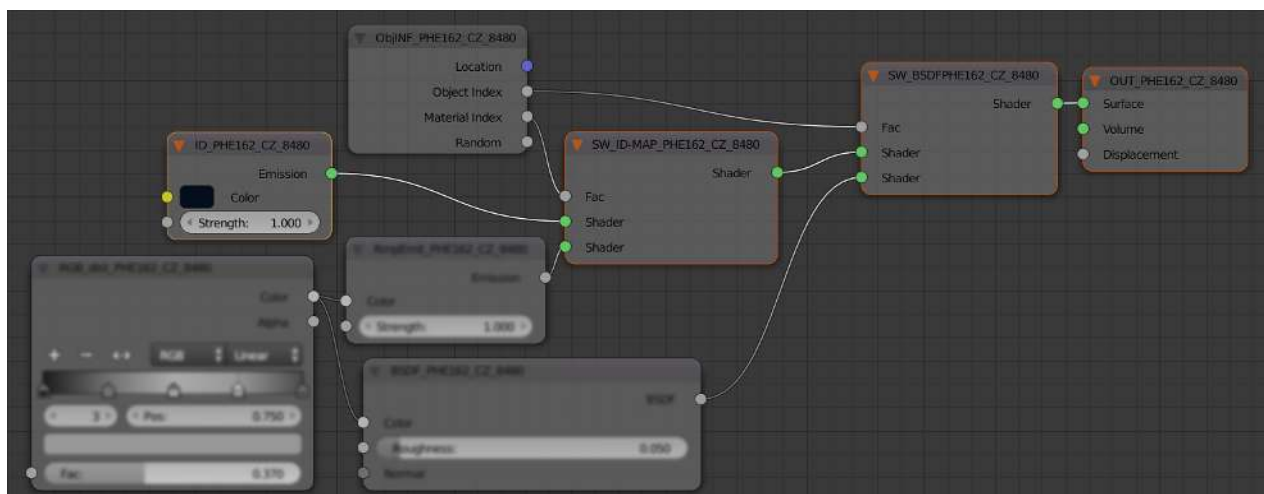 ObjINF_PHE162_CZ_8480
Location
Object Index
Material Index
Random
ID_PHE162_CZ_8480
Emission
Color
Strength: 1.000
SW_ID-MAP_PHE162_CZ_8480
Shader
Fac
Shader
Shader
SW_BSDFPHE162_CZ_8480
Shader
Fac
Shader
Shader
OUT_PHE162_CZ_8480
Surface
Volume
Displacement
Emission
Color
Strength: 1.000
Color
Alpha
RGB Linear
3 Pos: 0.750
Fac: 0.370
BSDF_PHE162_CZ_8480
BSDF
Color
Roughness: 0.050
Normal